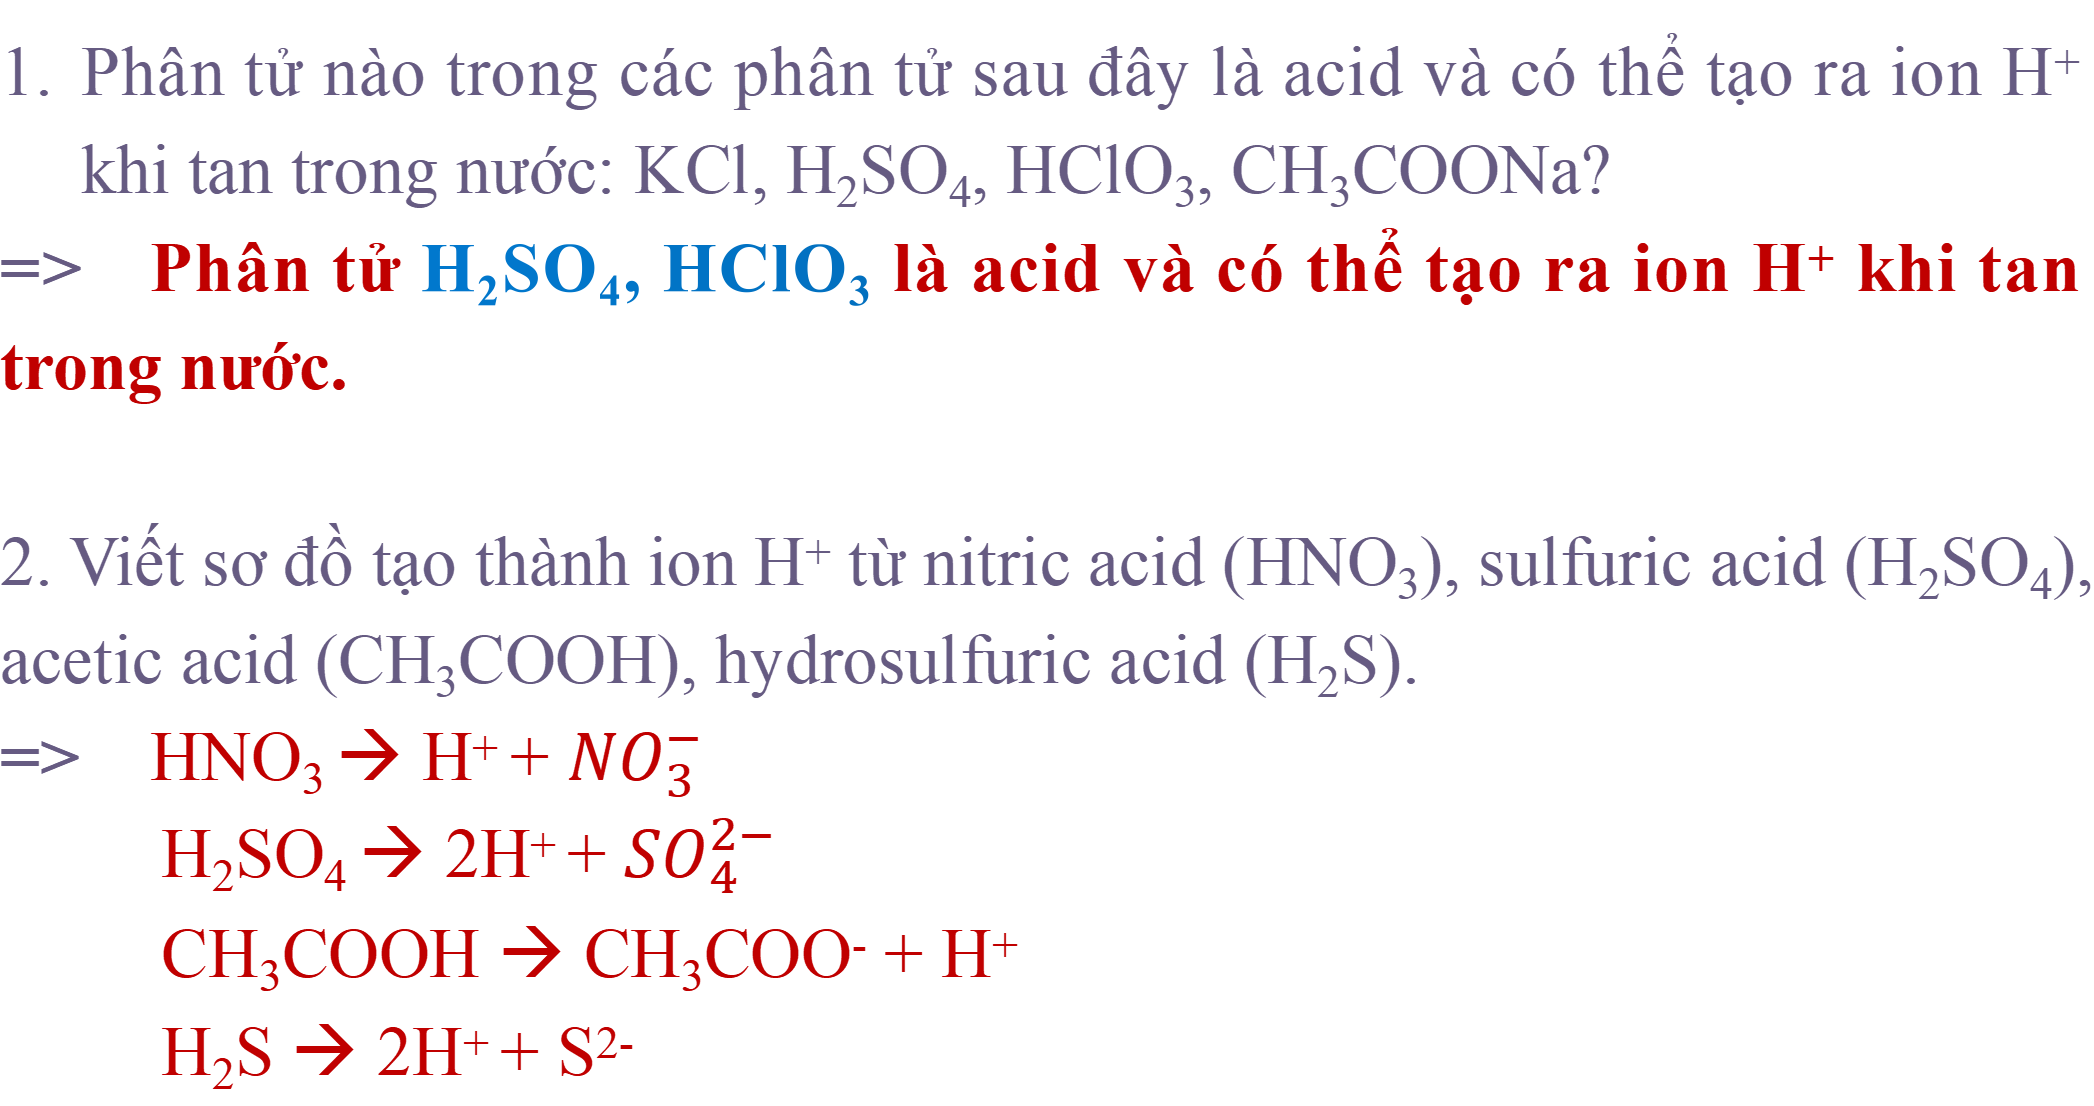 1. Phân tử nào trong các phân tử sau đây là acid và có thể tạo ra ion H⁺
khi tan trong nước: KCl, H₂SO₄, HClO₃, CH₃COONa?
=> Phân tử H₂SO₄, HClO₃ là acid và có thể tạo ra ion H⁺ khi tan
trong nước.
2. Viết sơ đồ tạo thành ion H⁺ từ nitric acid (HNO₃), sulfuric acid (H₂SO₄),
acetic acid (CH₃COOH), hydrosulfuric acid (H₂S).
=> HNO₃ → H⁺ + NO₃⁻
H₂SO₄ → 2H⁺ + SO₄²⁻
CH₃COOH → CH₃COO⁻ + H⁺
H₂S → 2H⁺ + S²⁻